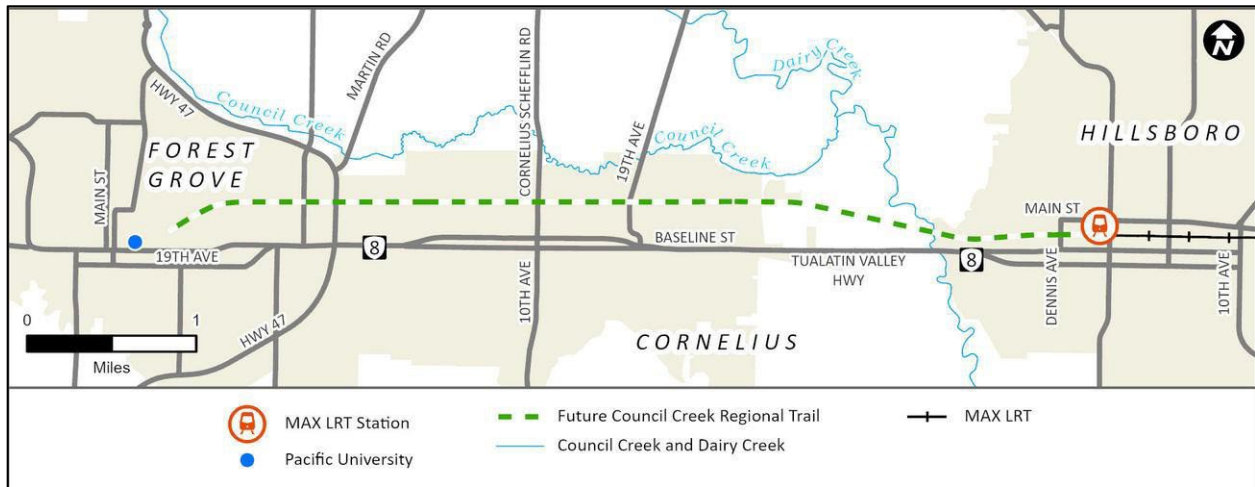 N
HWY 47
MARTIN RD
CORNELIUS SCHEFFLIN RD
Dairy Creek
Council Creek
Council Creek
19TH AVE
HILLSBORO
FOREST
GROVE
MAIN ST
MAIN ST
19TH AVE
8
BASELINE ST
TUALATIN VALLEY
HWY
8
DENNIS AVE
10TH AVE
10TH AVE
HWY 47
CORNELIUS
0
1
Miles
MAX LRT Station
Future Council Creek Regional Trail
MAX LRT
Pacific University
Council Creek and Dairy Creek